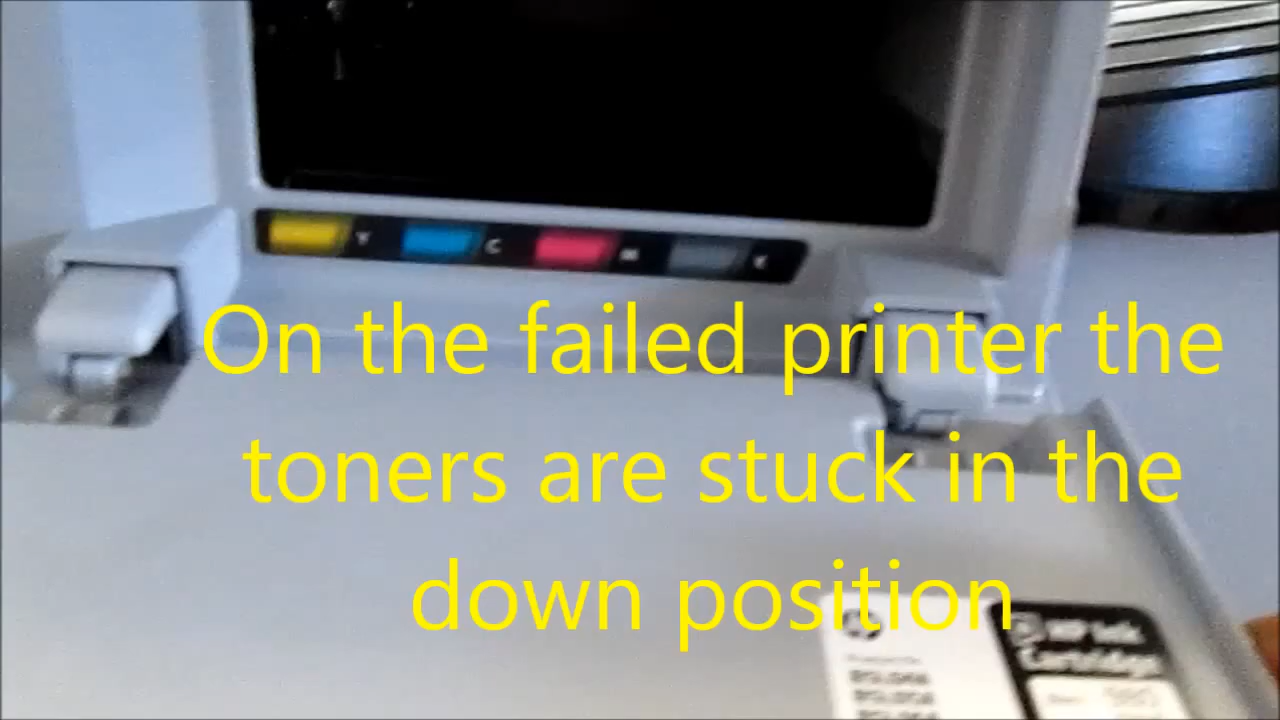 Y C M K
On the failed printer the
toners are stuck in the
down position
HP Ink
Cartridge